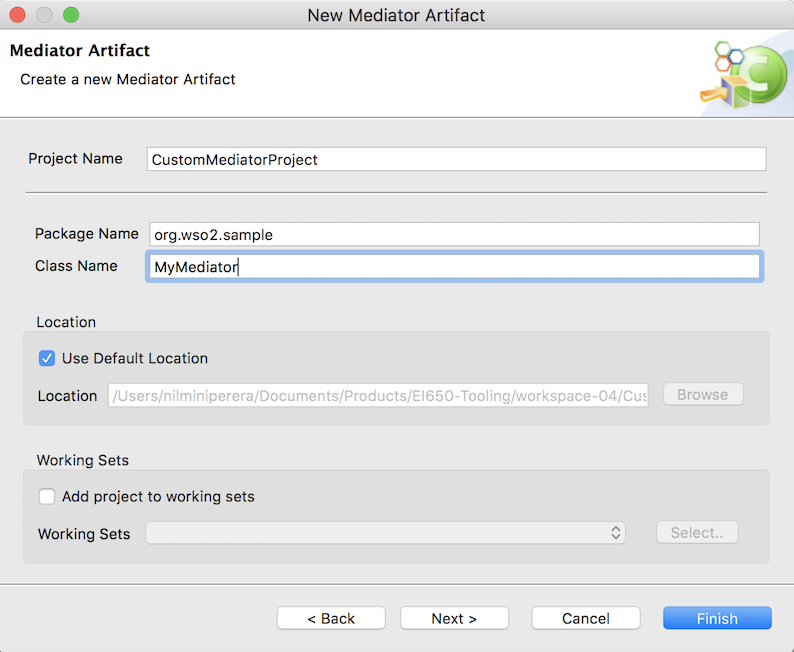 New Mediator Artifact
Mediator Artifact
Create a new Mediator Artifact
Project Name CustomMediatorProject
Package Name org.wso2.sample
Class Name MyMediator
Location
Use Default Location
Location /Users/nilminiperera/Documents/Products/EI650-Tooling/workspace-04/Cus Browse
Working Sets
Add project to working sets
Working Sets Select..
< Back Next > Cancel Finish